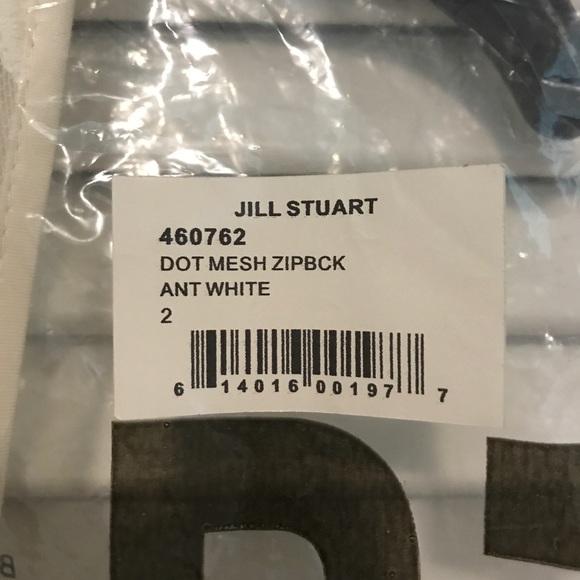 JILL STUART
460762
DOT MESH ZIPBCK
ANT WHITE
2
6 14016 00197 7